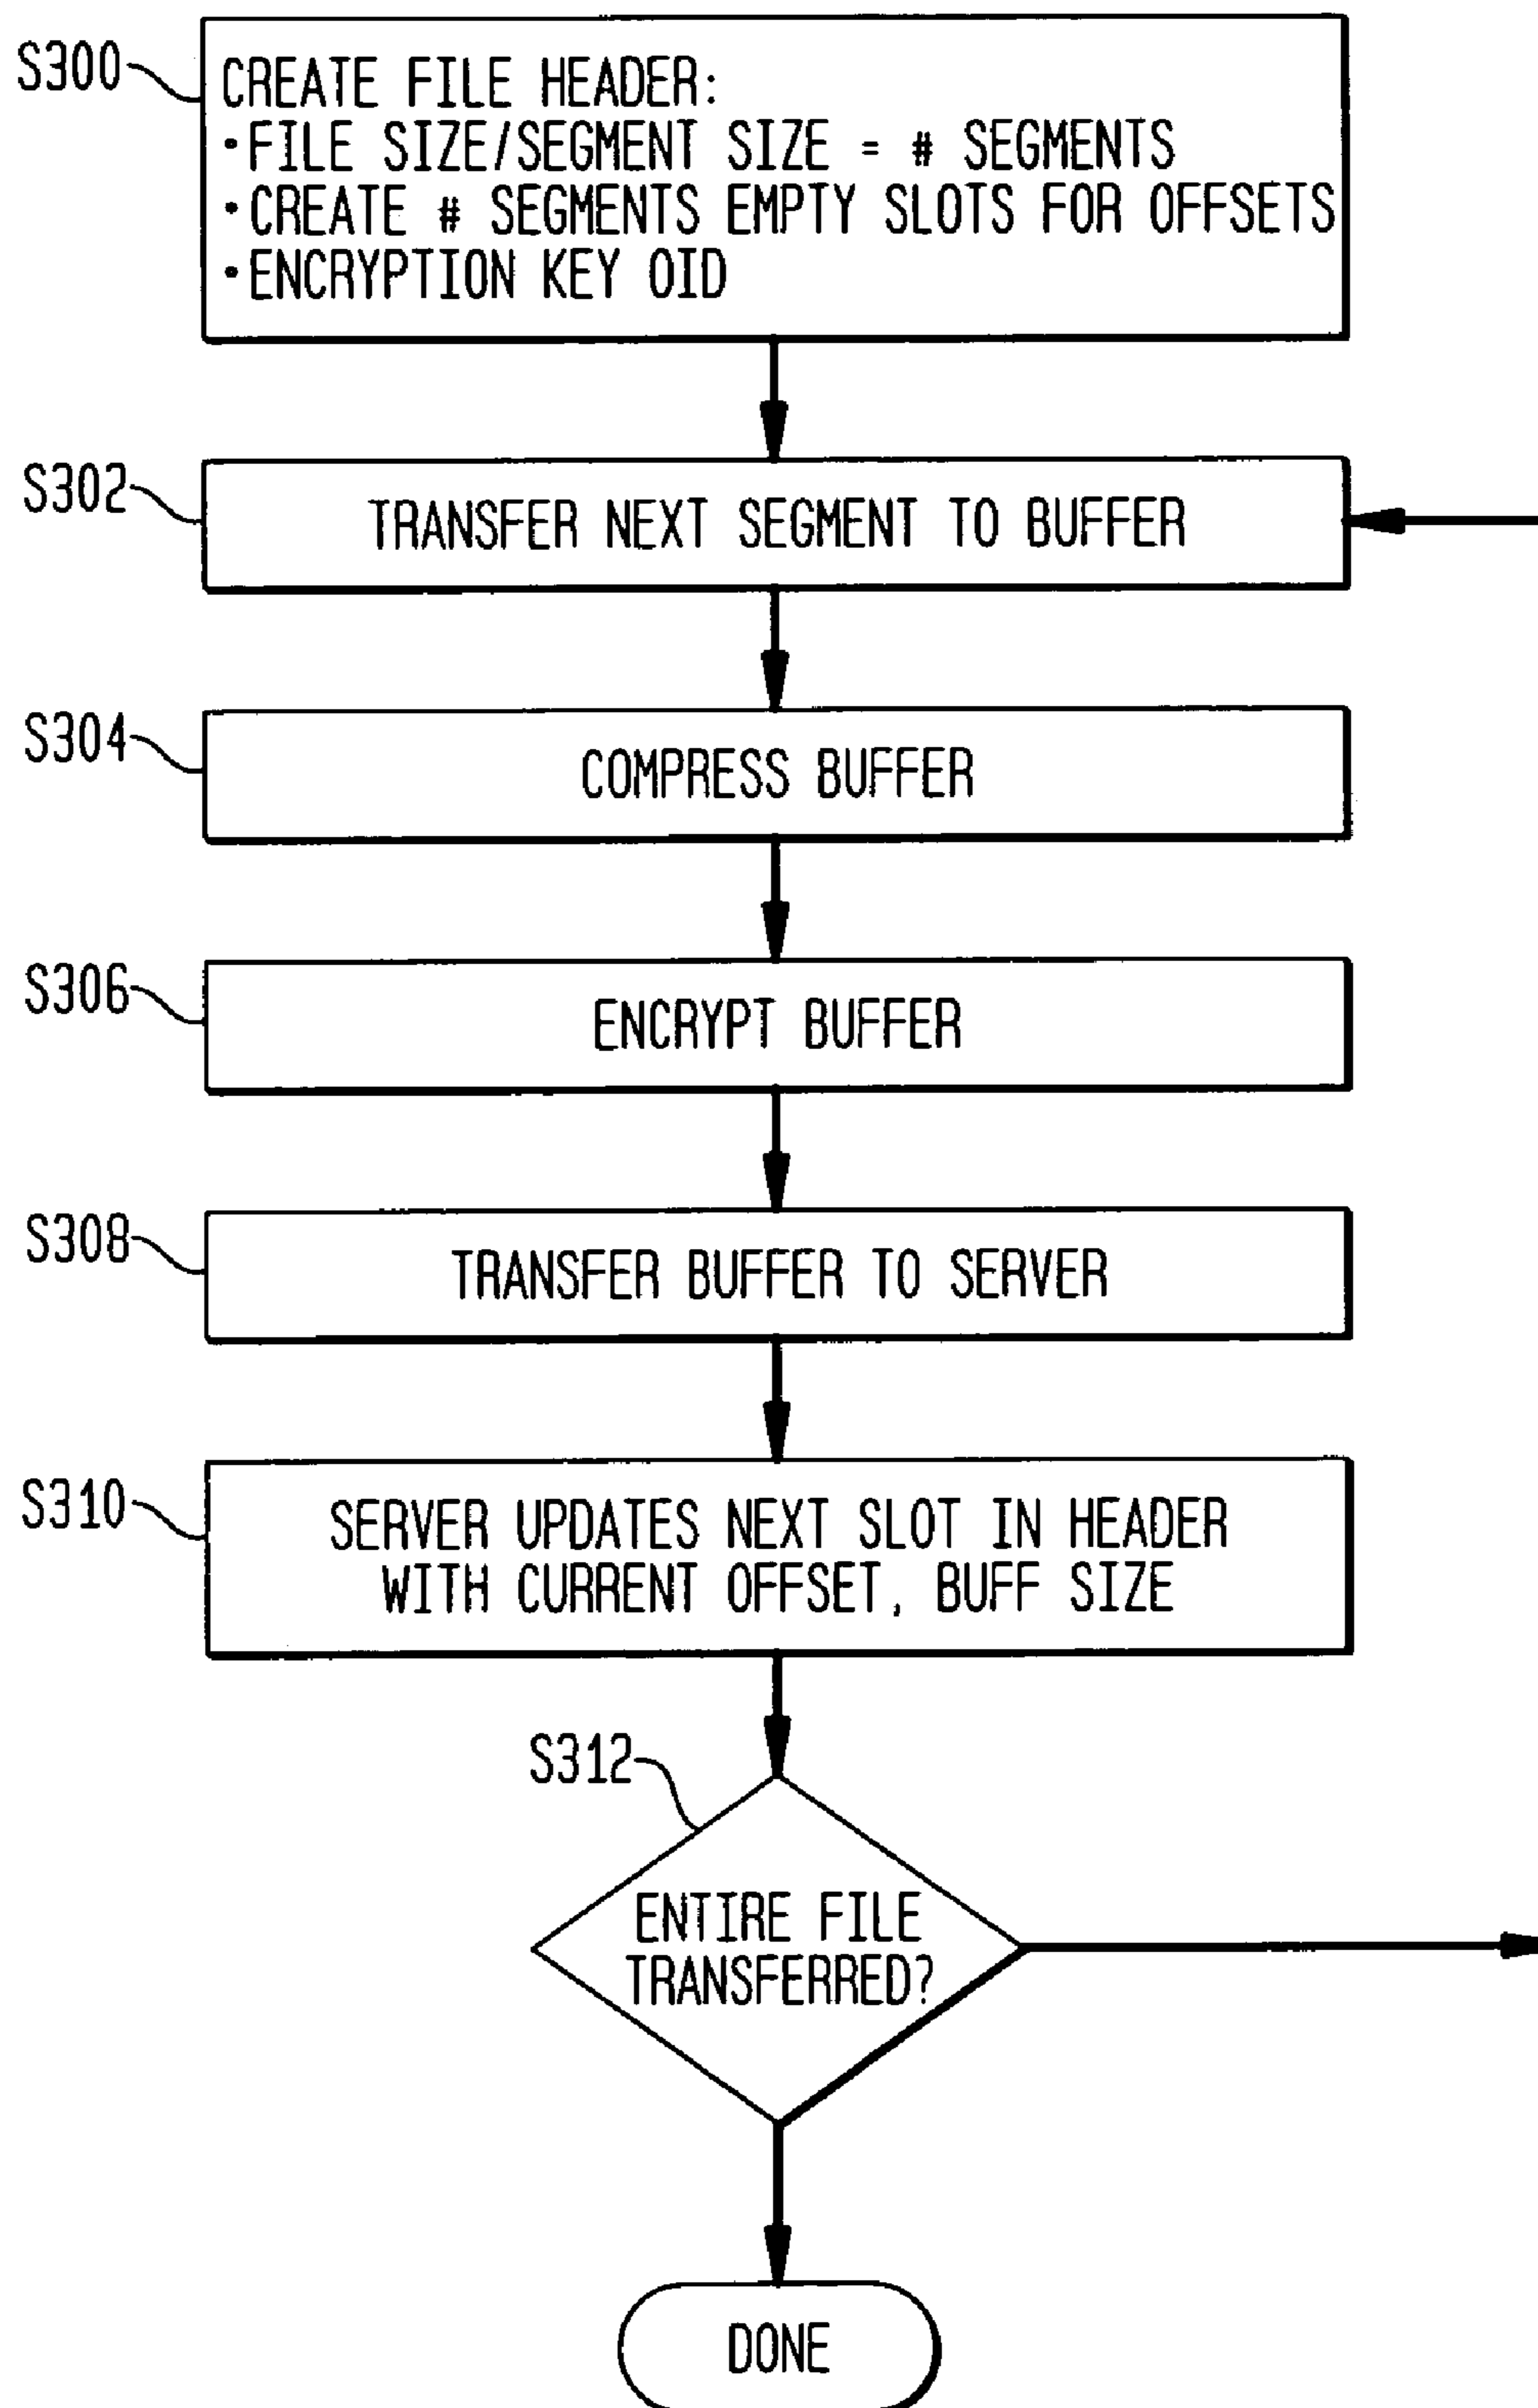 S300
CREATE FILE HEADER:
•FILE SIZE/SEGMENT SIZE = # SEGMENTS
•CREATE # SEGMENTS EMPTY SLOTS FOR OFFSETS
•ENCRYPTION KEY OID
S302
TRANSFER NEXT SEGMENT TO BUFFER
S304
COMPRESS BUFFER
S306
ENCRYPT BUFFER
S308
TRANSFER BUFFER TO SERVER
S310
SERVER UPDATES NEXT SLOT IN HEADER
WITH CURRENT OFFSET, BUFF SIZE
S312
ENTIRE FILE
TRANSFERRED?
DONE